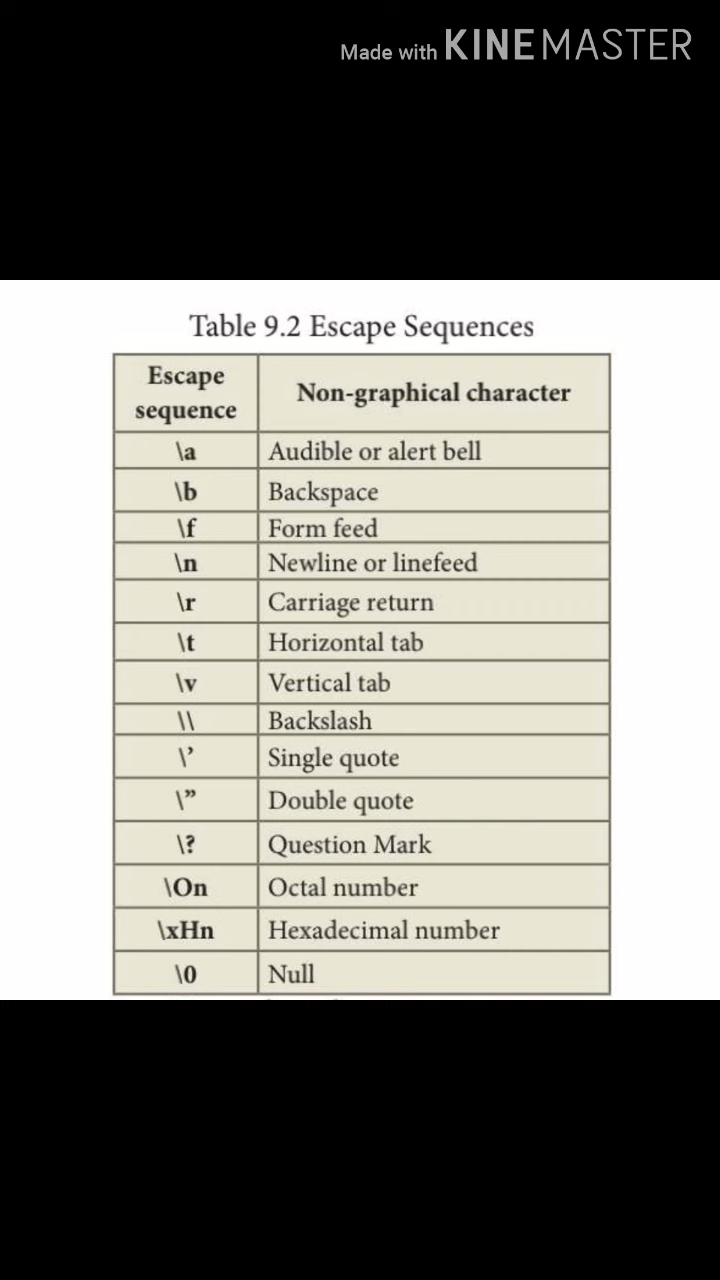 Made with KINEMASTER
Table 9.2 Escape Sequences
Escape sequence Non-graphical character
\a Audible or alert bell
\b Backspace
\f Form feed
\n Newline or linefeed
\r Carriage return
\t Horizontal tab
\v Vertical tab
\\ Backslash
\’ Single quote
\” Double quote
\? Question Mark
\On Octal number
\xHn Hexadecimal number
\0 Null